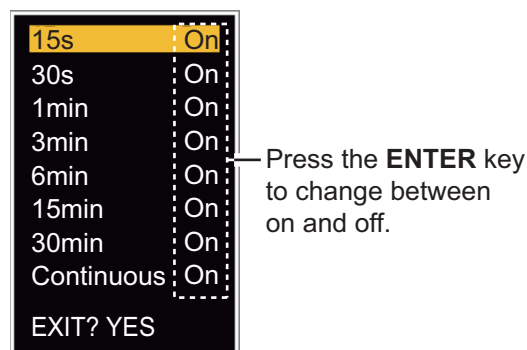 15s On
30s On
1min On
3min On
6min On
15min On
30min On
Continuous On
EXIT? YES
Press the ENTER key
to change between
on and off.